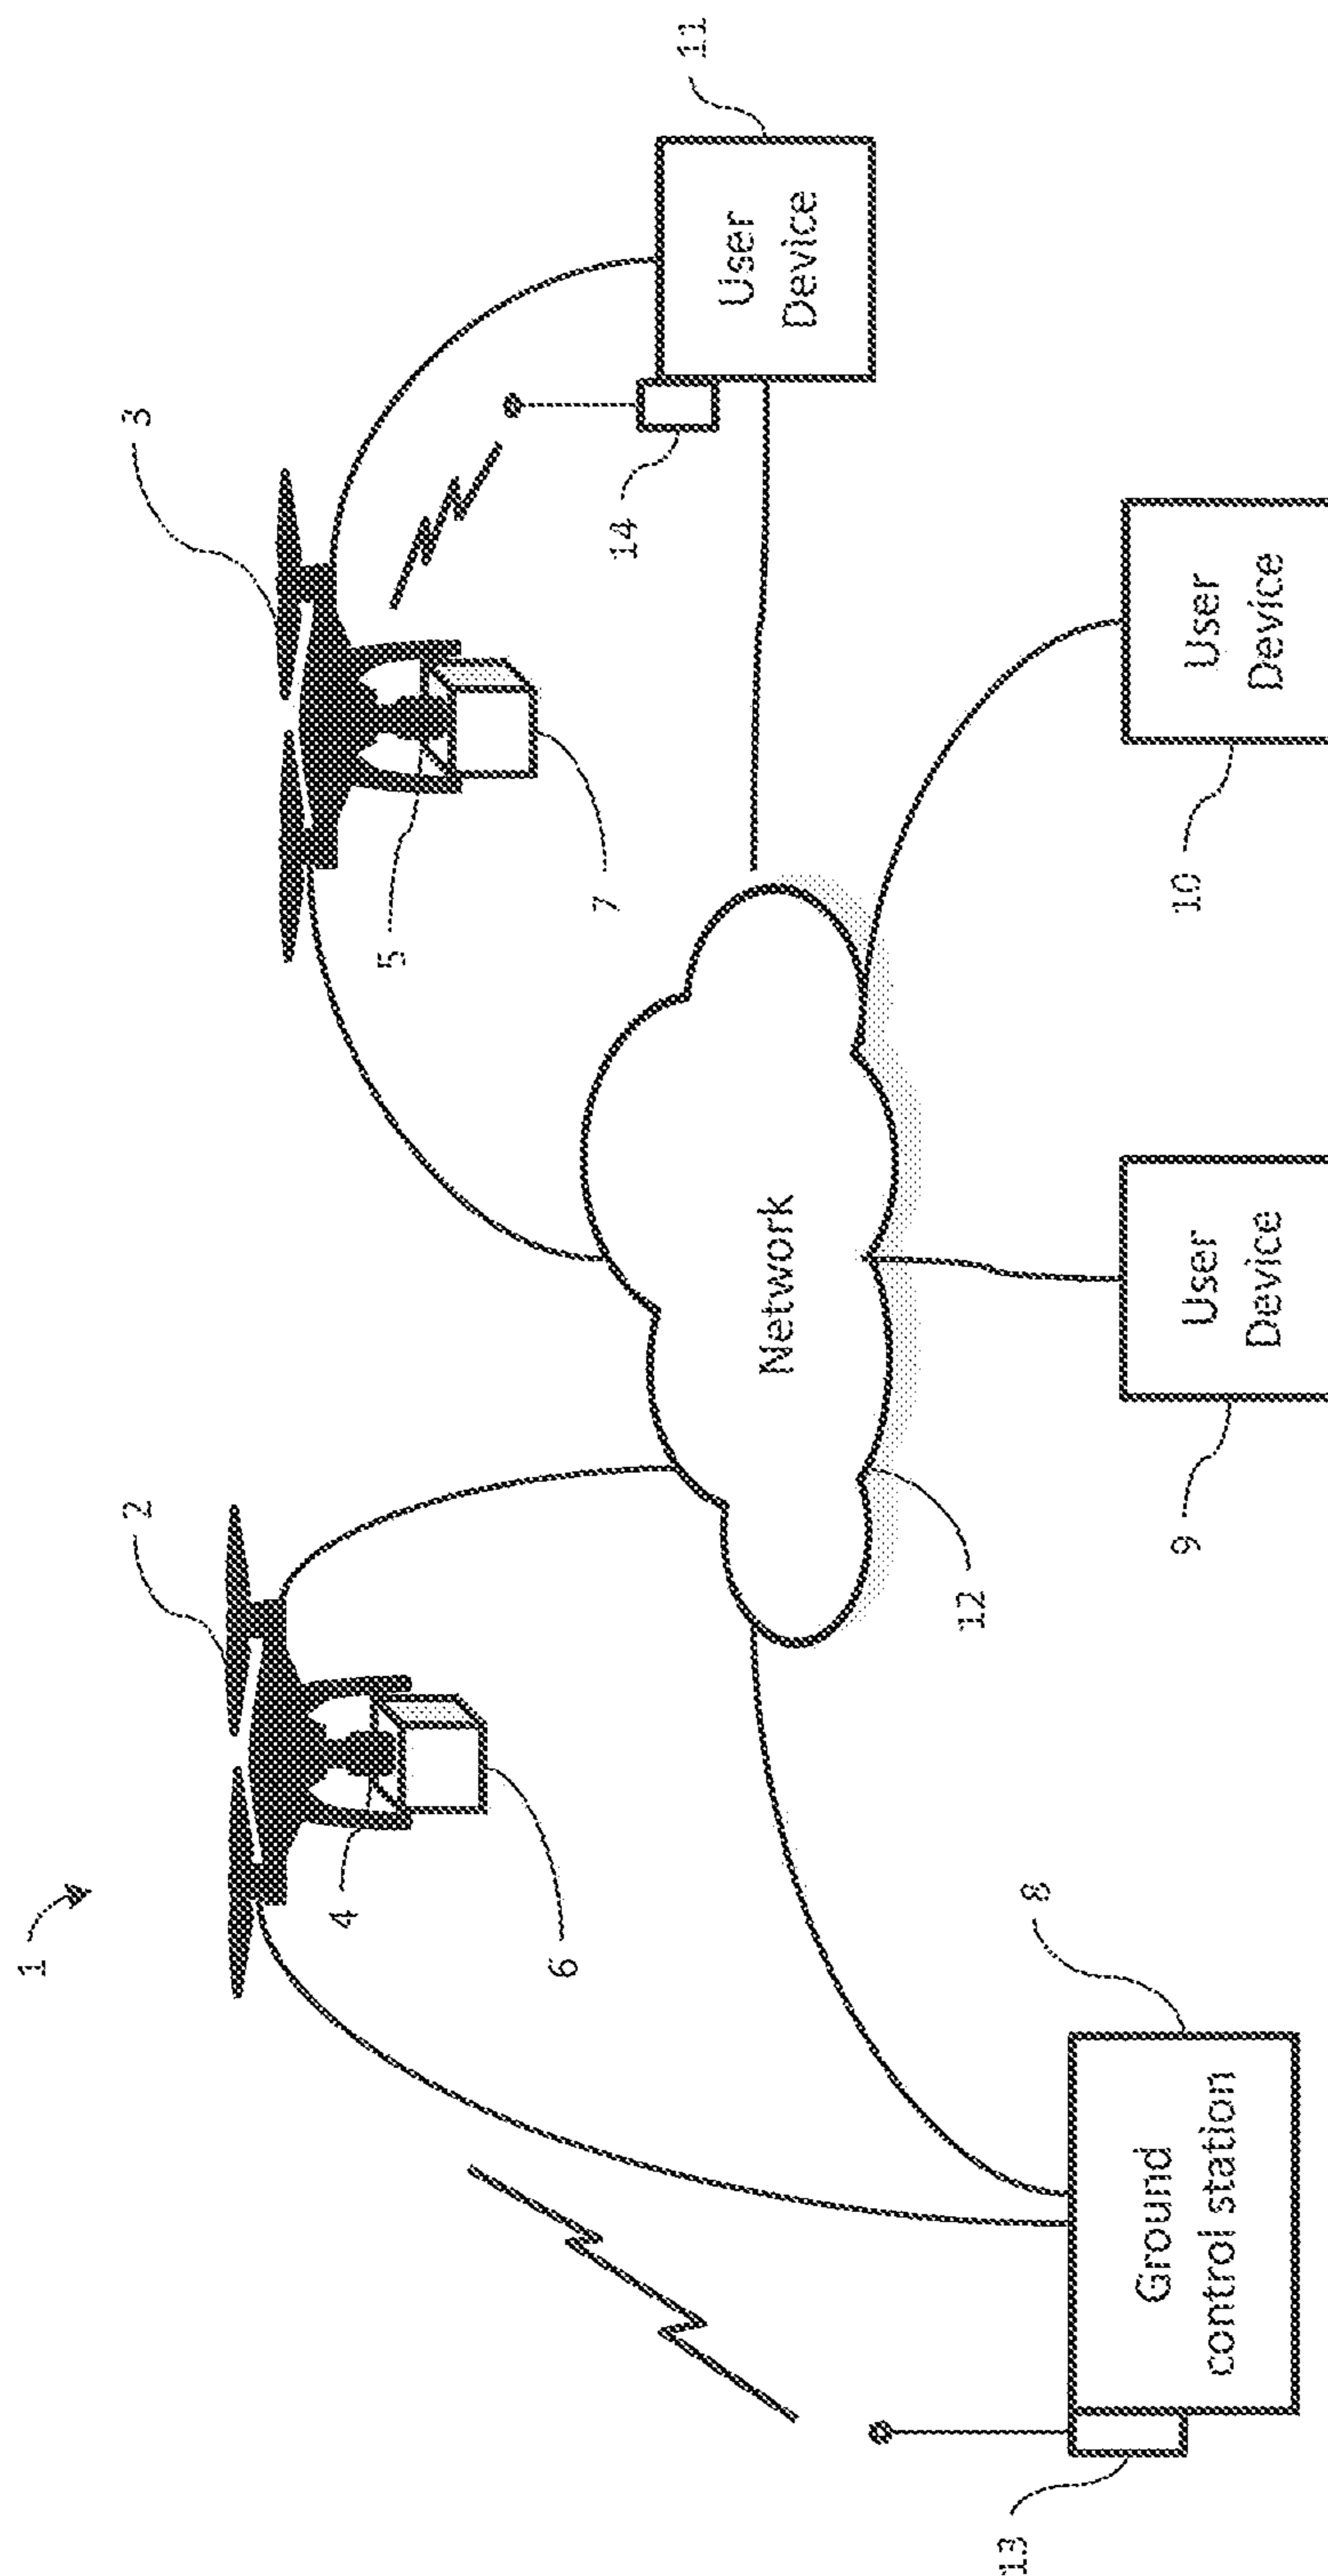 1
2
3
4
5
6
7
11
User
Device
14
Network
12
8
Ground
control station
13
User
Device
9
User
Device
10